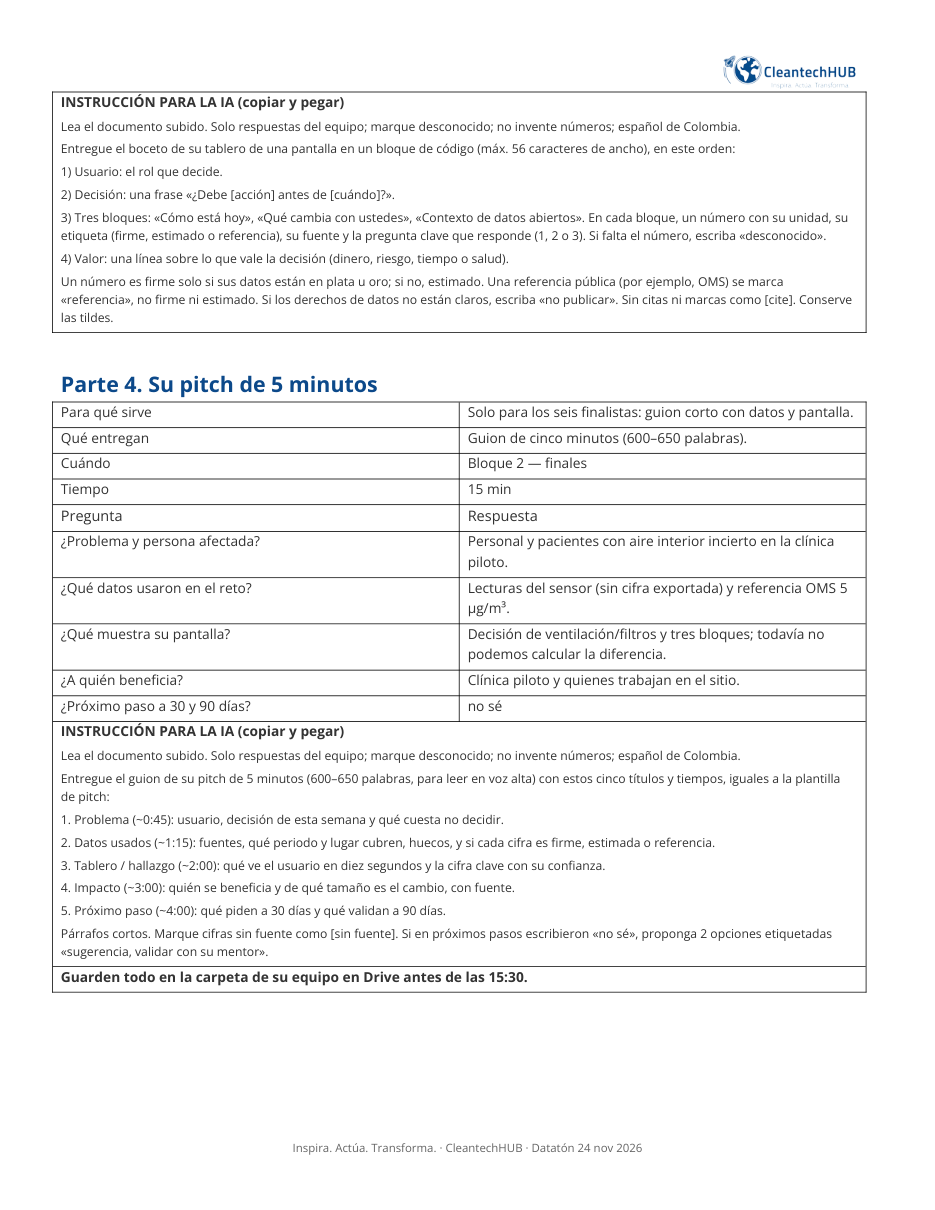 CleantechHUB
Inspira. Actúa. Transforma.
INSTRUCCIÓN PARA LA IA (copiar y pegar)
Lea el documento subido. Solo respuestas del equipo; marque desconocido; no invente números; español de Colombia.
Entregue el boceto de su tablero de una pantalla en un bloque de código (máx. 56 caracteres de ancho), en este orden:
1) Usuario: el rol que decide.
2) Decisión: una frase «¿Debe [acción] antes de [cuándo]?».
3) Tres bloques: «Cómo está hoy», «Qué cambia con ustedes», «Contexto de datos abiertos». En cada bloque, un número con su unidad, su
etiqueta (firme, estimado o referencia), su fuente y la pregunta clave que responde (1, 2 o 3). Si falta el número, escriba «desconocido».
4) Valor: una línea sobre lo que vale la decisión (dinero, riesgo, tiempo o salud).
Un número es firme solo si sus datos están en plata u oro; si no, estimado. Una referencia pública (por ejemplo, OMS) se marca
«referencia», no firme ni estimado. Si los derechos de datos no están claros, escriba «no publicar». Sin citas ni marcas como [cite]. Conserve
las tildes.
Parte 4. Su pitch de 5 minutos
Para qué sirve
Solo para los seis finalistas: guion corto con datos y pantalla.
Qué entregan
Guion de cinco minutos (600–650 palabras).
Cuándo
Bloque 2 — finales
Tiempo
15 min
Pregunta
Respuesta
¿Problema y persona afectada?
Personal y pacientes con aire interior incierto en la clínica
piloto.
¿Qué datos usaron en el reto?
Lecturas del sensor (sin cifra exportada) y referencia OMS 5
µg/m³.
¿Qué muestra su pantalla?
Decisión de ventilación/filtros y tres bloques; todavía no
podemos calcular la diferencia.
¿A quién beneficia?
Clínica piloto y quienes trabajan en el sitio.
¿Próximo paso a 30 y 90 días?
no sé
INSTRUCCIÓN PARA LA IA (copiar y pegar)
Lea el documento subido. Solo respuestas del equipo; marque desconocido; no invente números; español de Colombia.
Entregue el guion de su pitch de 5 minutos (600–650 palabras, para leer en voz alta) con estos cinco títulos y tiempos, iguales a la plantilla
de pitch:
1. Problema (~0:45): usuario, decisión de esta semana y qué cuesta no decidir.
2. Datos usados (~1:15): fuentes, qué periodo y lugar cubren, huecos, y si cada cifra es firme, estimada o referencia.
3. Tablero / hallazgo (~2:00): qué ve el usuario en diez segundos y la cifra clave con su confianza.
4. Impacto (~3:00): quién se beneficia y de qué tamaño es el cambio, con fuente.
5. Próximo paso (~4:00): qué piden a 30 días y qué validan a 90 días.
Párrafos cortos. Marque cifras sin fuente como [sin fuente]. Si en próximos pasos escribieron «no sé», proponga 2 opciones etiquetadas
«sugerencia, validar con su mentor».
Guarden todo en la carpeta de su equipo en Drive antes de las 15:30.
Inspira. Actúa. Transforma. · CleantechHUB · Datatón 24 nov 2026